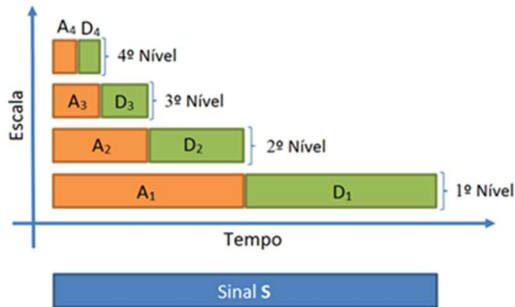 A₄ D₄
4º Nível
A₃ D₃
3º Nível
A₂ D₂
2º Nível
A₁ D₁
1º Nível
Escala
Tempo
Sinal S